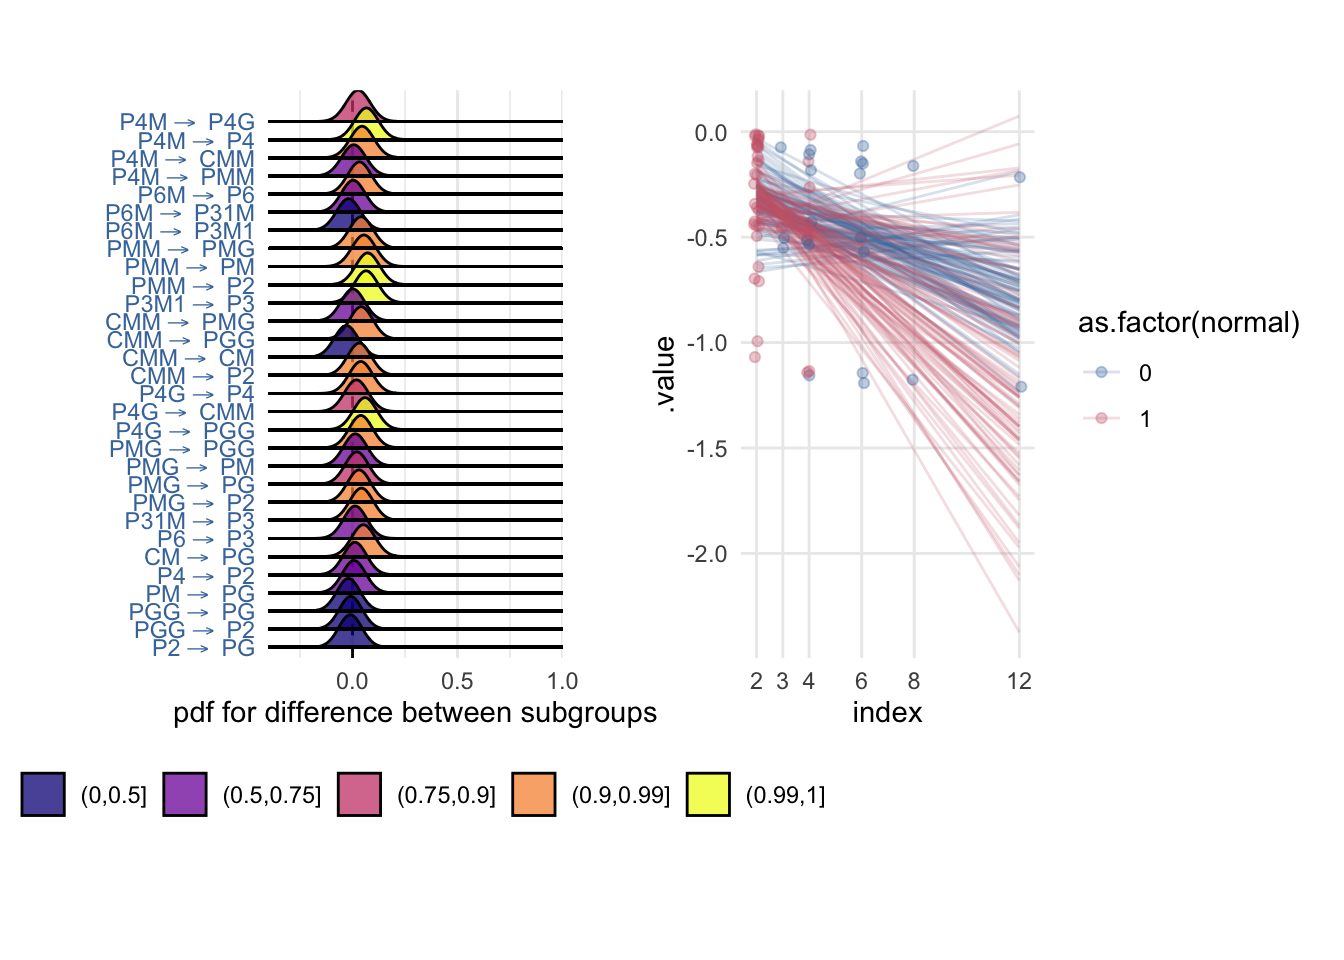 P4M → P4G
P4M → P4
P4M → CMM
P4M → PMM
P6M → P6
P6M → P31M
P6M → P3M1
PMM → PMG
PMM → PM
PMM → P2
P3M1 → P3
CMM → PMG
CMM → PGG
CMM → CM
CMM → P2
P4G → P4
P4G → CMM
P4G → PGG
PMG → PGG
PMG → PM
PMG → PG
PMG → P2
P31M → P3
P6 → P3
CM → PG
P4 → P2
PM → PG
PGG → PG
PGG → P2
P2 → PG
0.0 0.5 1.0
pdf for difference between subgroups
(0,0.5] (0.5,0.75] (0.75,0.9] (0.9,0.99] (0.99,1]
.value
0.0
-0.5
-1.0
-1.5
-2.0
2 3 4 6 8 12
index
as.factor(normal)
0
1